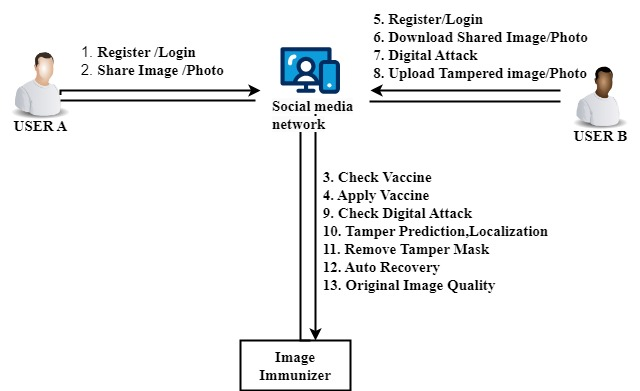 1. Register /Login
2. Share Image /Photo
USER A
Social media
network
5. Register/Login
6. Download Shared Image/Photo
7. Digital Attack
8. Upload Tampered image/Photo
USER B
3. Check Vaccine
4. Apply Vaccine
9. Check Digital Attack
10. Tamper Prediction,Localization
11. Remove Tamper Mask
12. Auto Recovery
13. Original Image Quality
Image
Immunizer